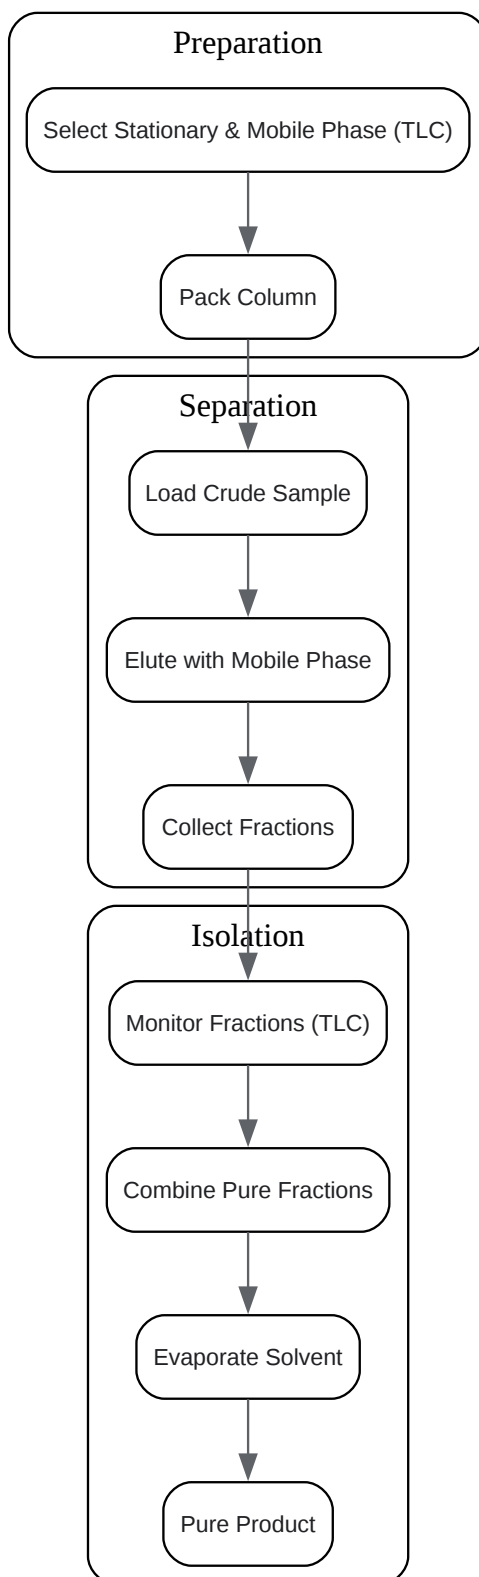 Preparation
Select Stationary & Mobile Phase (TLC)
Pack Column
Separation
Load Crude Sample
Elute with Mobile Phase
Collect Fractions
Isolation
Monitor Fractions (TLC)
Combine Pure Fractions
Evaporate Solvent
Pure Product